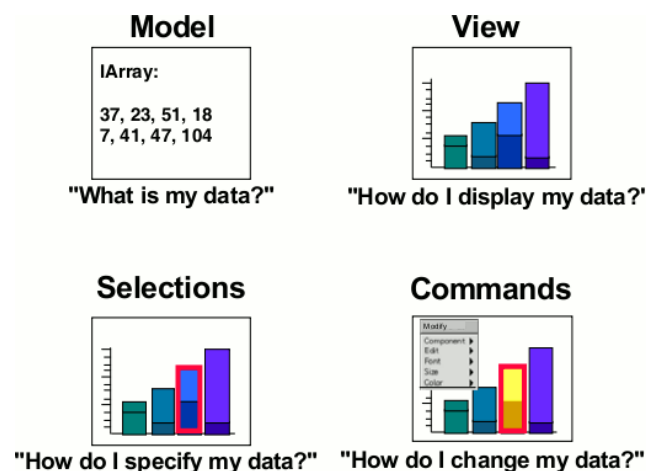 Model
IArray:
37, 23, 51, 18
7, 41, 47, 104
"What is my data?"
View
"How do I display my data?"
Selections
"How do I specify my data?"
Commands
Modify
Component
Edit
Font
Size
Color
"How do I change my data?"